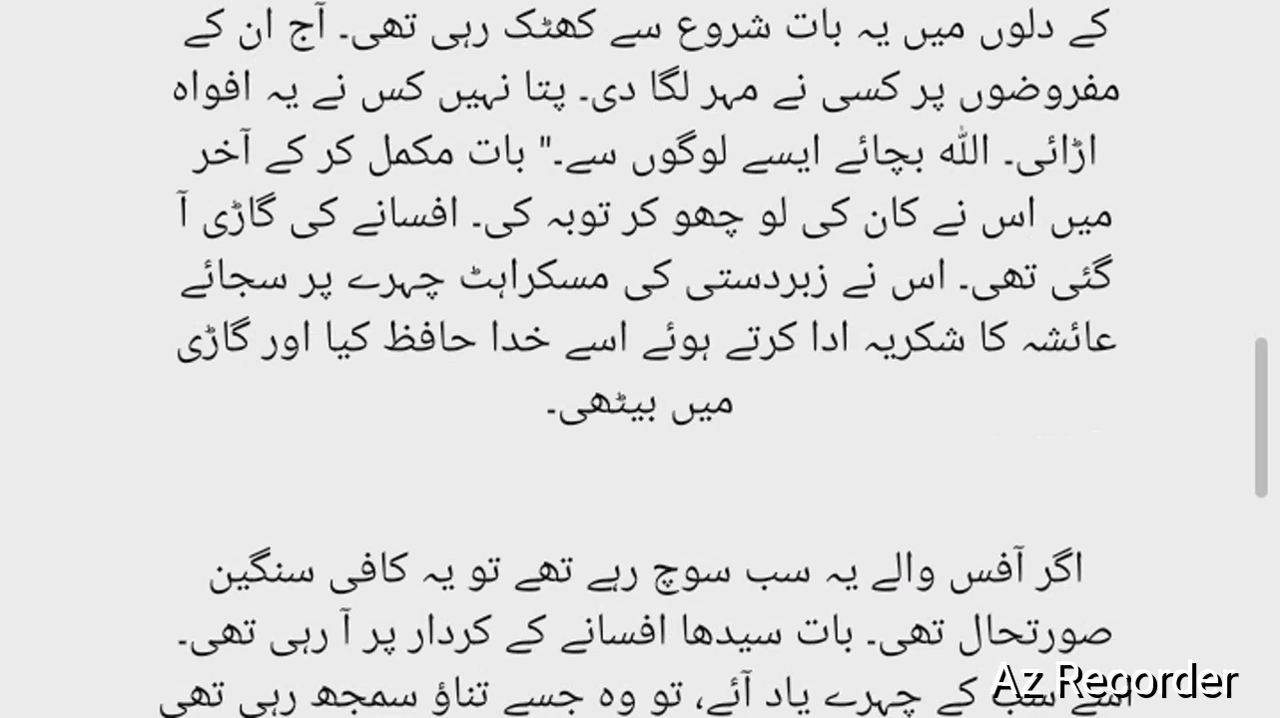 کے دلوں میں یہ بات شروع سے کھٹک رہی تھی۔ آج ان کے
مفروضوں پر کسی نے مہر لگا دی۔ پتا نہیں کس نے یہ افواہ
اڑائی۔ اللّٰہ بچائے ایسے لوگوں سے۔" بات مکمل کر کے آخر
میں اس نے کان کی لو چھو کر توبہ کی۔ افسانے کی گاڑی آ
گئی تھی۔ اس نے زبردستی کی مسکراہٹ چہرے پر سجائے
عائشہ کا شکریہ ادا کرتے ہوئے اسے خدا حافظ کیا اور گاڑی
میں بیٹھی۔
اگر آفس والے یہ سب سوچ رہے تھے تو یہ کافی سنگین
صورتحال تھی۔ بات سیدھا افسانے کے کردار پر آ رہی تھی۔
اسے سب کے چہرے یاد آئے، تو وہ جسے تناؤ سمجھ رہی تھی
Az Recorder